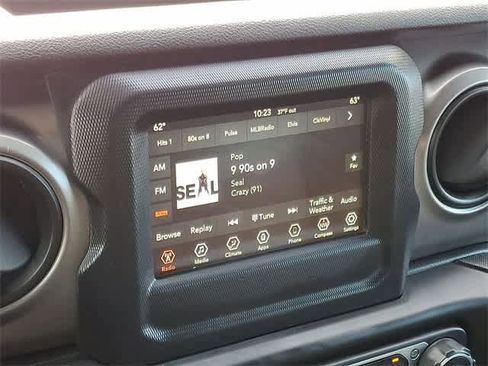 62° 10:23 37°F out 63°
Hits 1 80s on 8 Pulse MLBRadio Elvis CkVinyl
AM
FM
SXM
SEAL
Pop
9 90s on 9
Seal
Crazy (91)
Fav
Browse Replay Tune Traffic & Weather Audio
Radio Media Climate Apps Phone Compass Settings